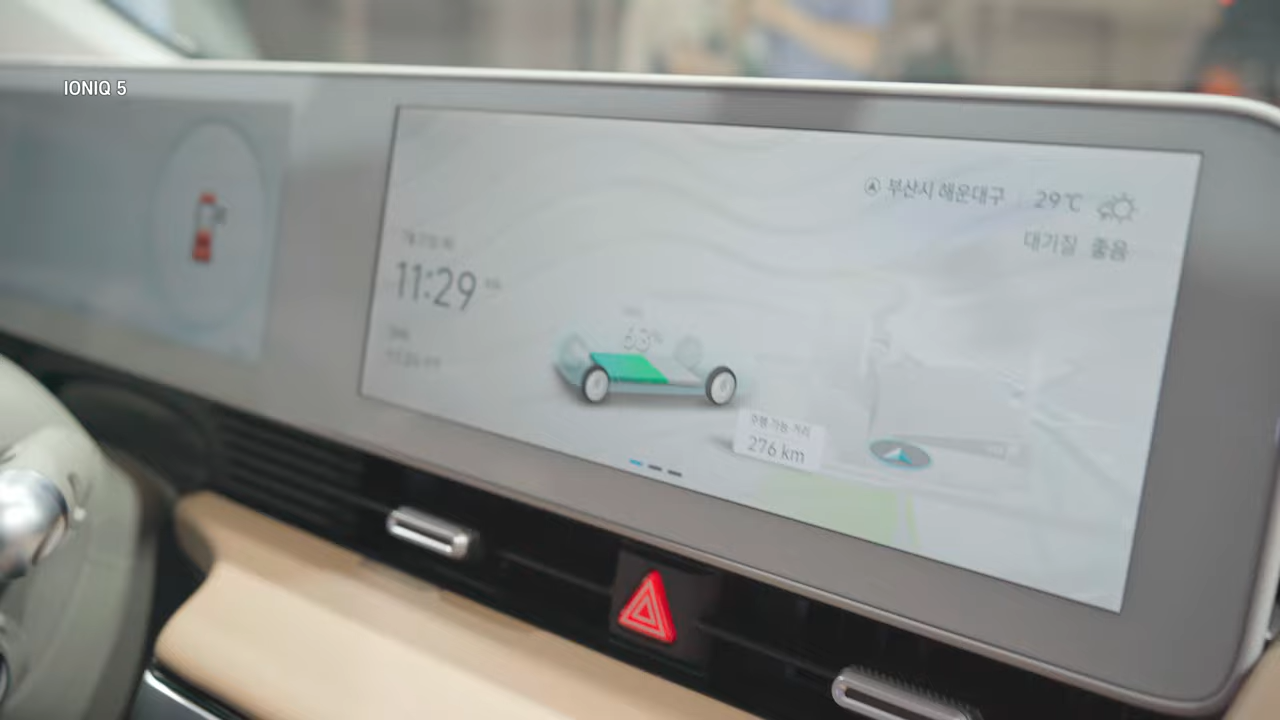 IONIQ 5
부산시 해운대구 29℃
대기질 좋음
11:29
63%
주행 가능 거리
276 km